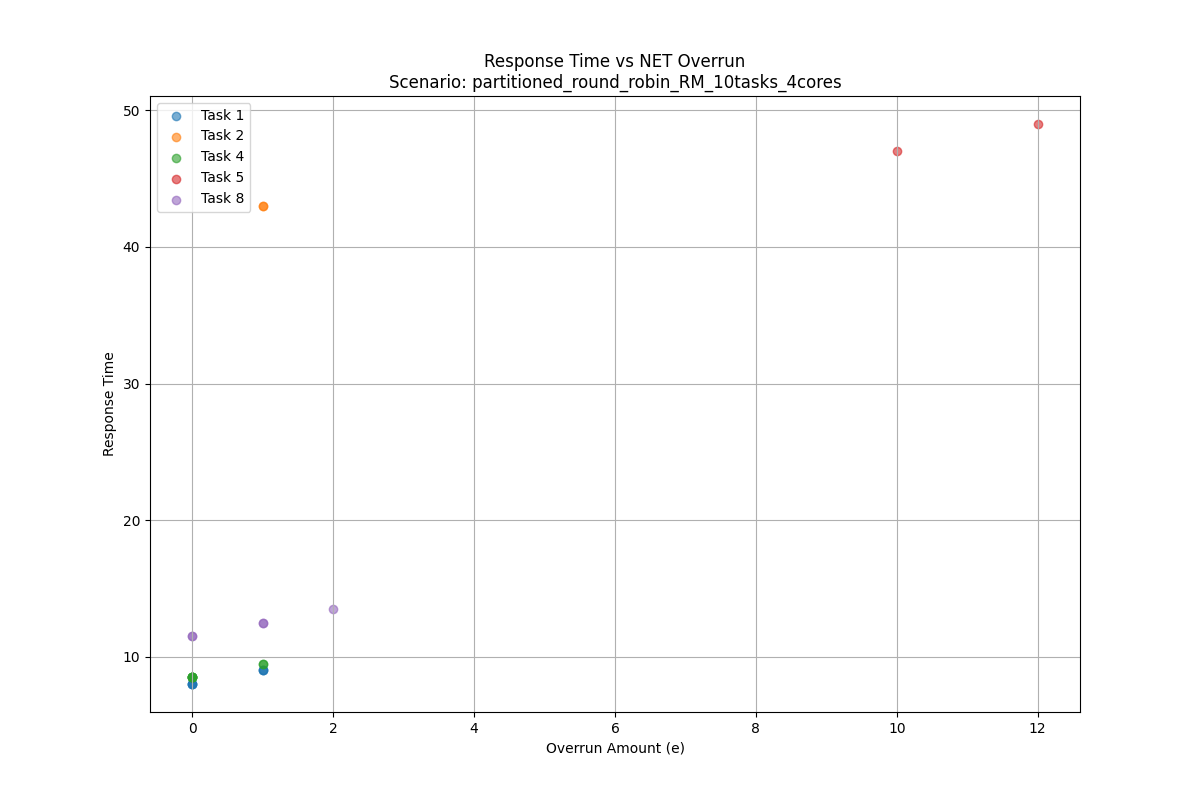 Response Time vs NET Overrun
Scenario: partitioned_round_robin_RM_10tasks_4cores
Task 1
Task 2
Task 4
Task 5
Task 8
50
40
30
20
10
Response Time
0 2 4 6 8 10 12
Overrun Amount (e)